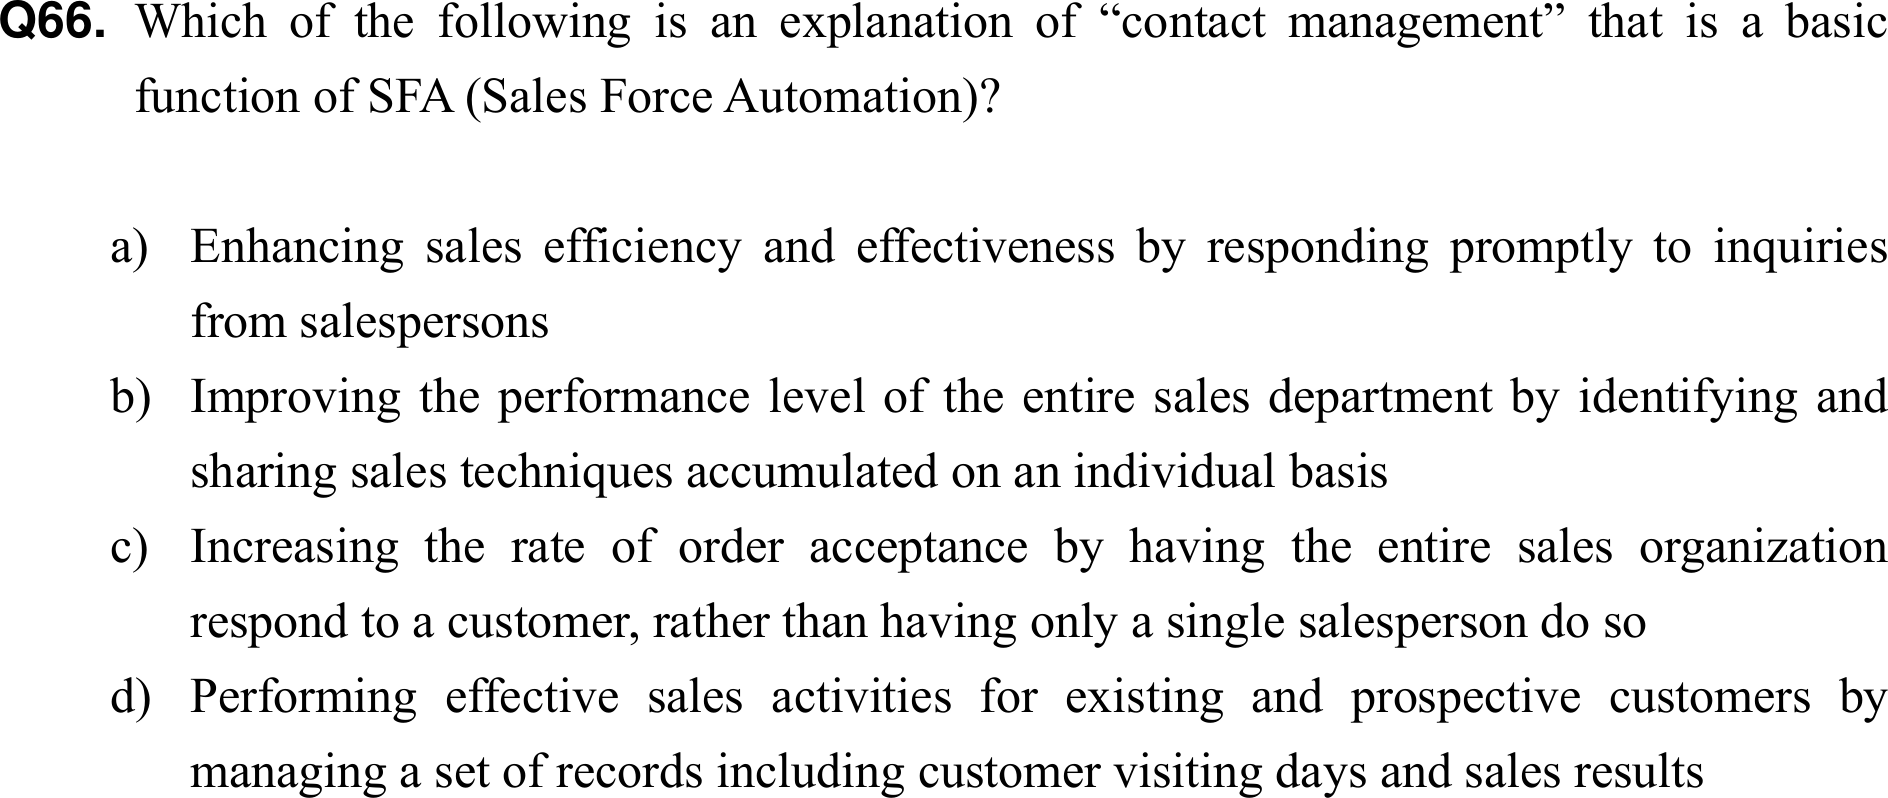 Q66. Which of the following is an explanation of “contact management” that is a basic
function of SFA (Sales Force Automation)?
a) Enhancing sales efficiency and effectiveness by responding promptly to inquiries
from salespersons
b) Improving the performance level of the entire sales department by identifying and
sharing sales techniques accumulated on an individual basis
c) Increasing the rate of order acceptance by having the entire sales organization
respond to a customer, rather than having only a single salesperson do so
d) Performing effective sales activities for existing and prospective customers by
managing a set of records including customer visiting days and sales results